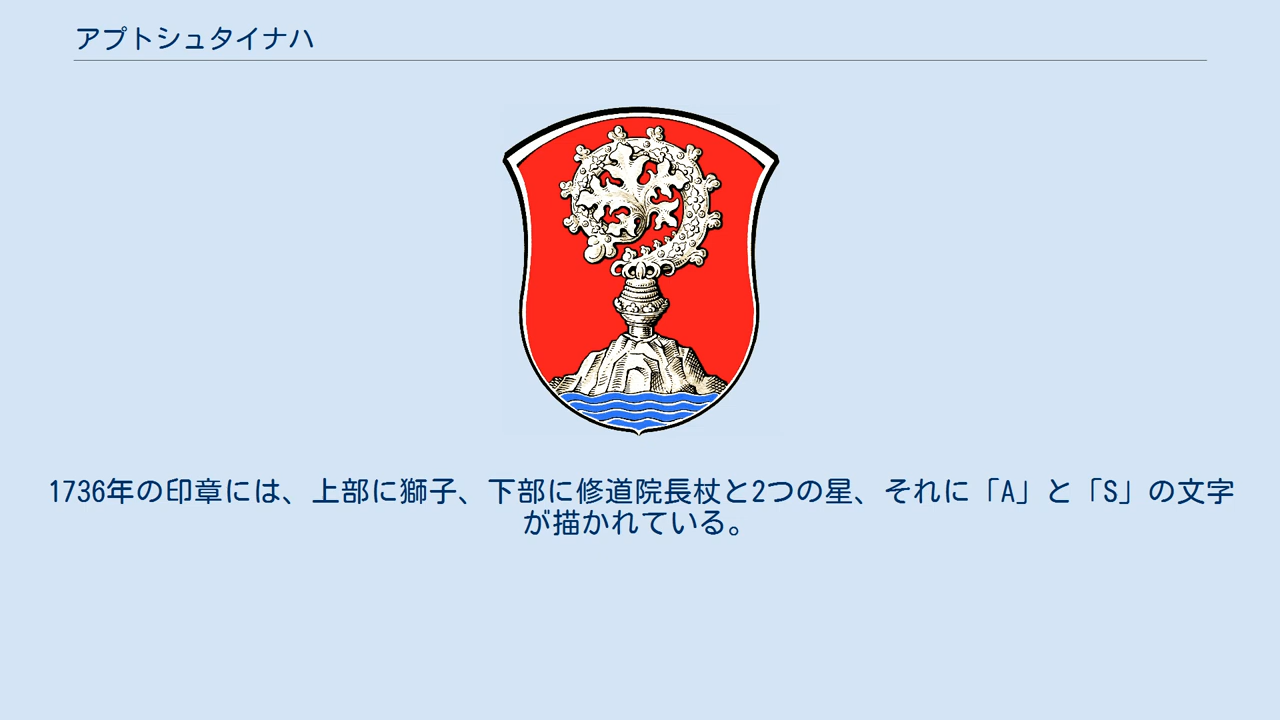 アプトシュタイナハ
1736年の印章には、上部に獅子、下部に修道院長杖と2つの星、それに「A」と「S」の文字
が描かれている。